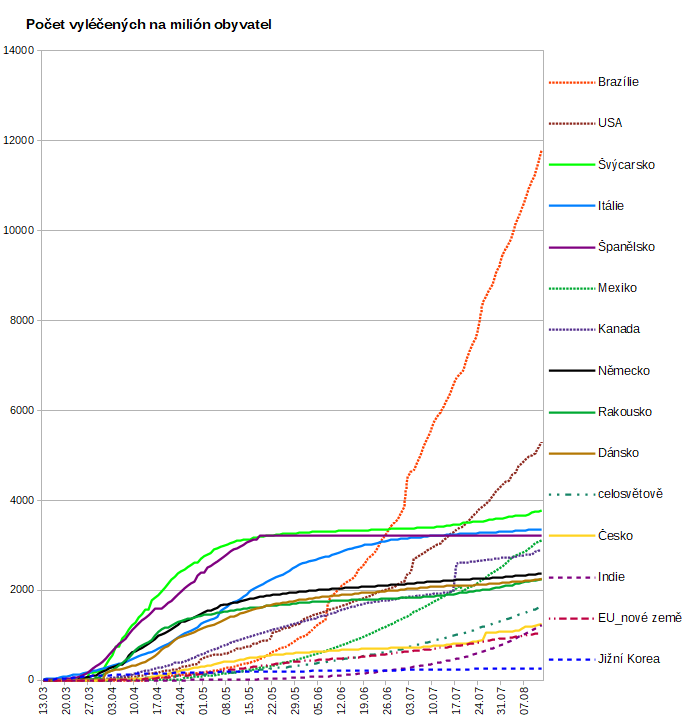 Počet vyléčených na milión obyvatel
14000
12000
10000
8000
6000
4000
2000
0
13.03
20.03
27.03
03.04
10.04
17.04
24.04
01.05
08.05
15.05
22.05
29.05
05.06
12.06
19.06
26.06
03.07
10.07
17.07
24.07
31.07
07.08
Brazílie
USA
Švýcarsko
Itálie
Španělsko
Mexiko
Kanada
Německo
Rakousko
Dánsko
celosvětově
Česko
Indie
EU_nové země
Jižní Korea